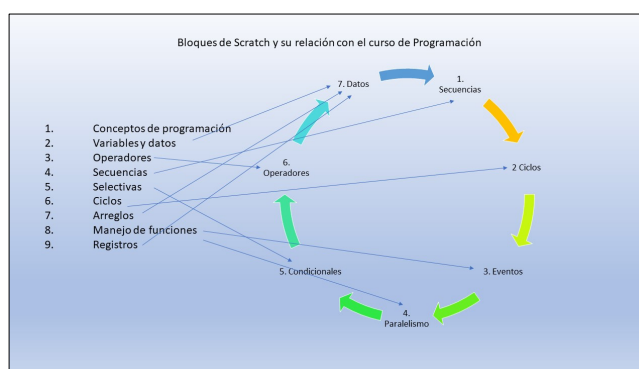 Bloques de Scratch y su relación con el curso de Programación
1. Conceptos de programación
2. Variables y datos
3. Operadores
4. Secuencias
5. Selectivas
6. Ciclos
7. Arreglos
8. Manejo de funciones
9. Registros
7. Datos
1.
Secuencias
2 Ciclos
3. Eventos
4.
Paralelismo
5. Condicionales
6.
Operadores